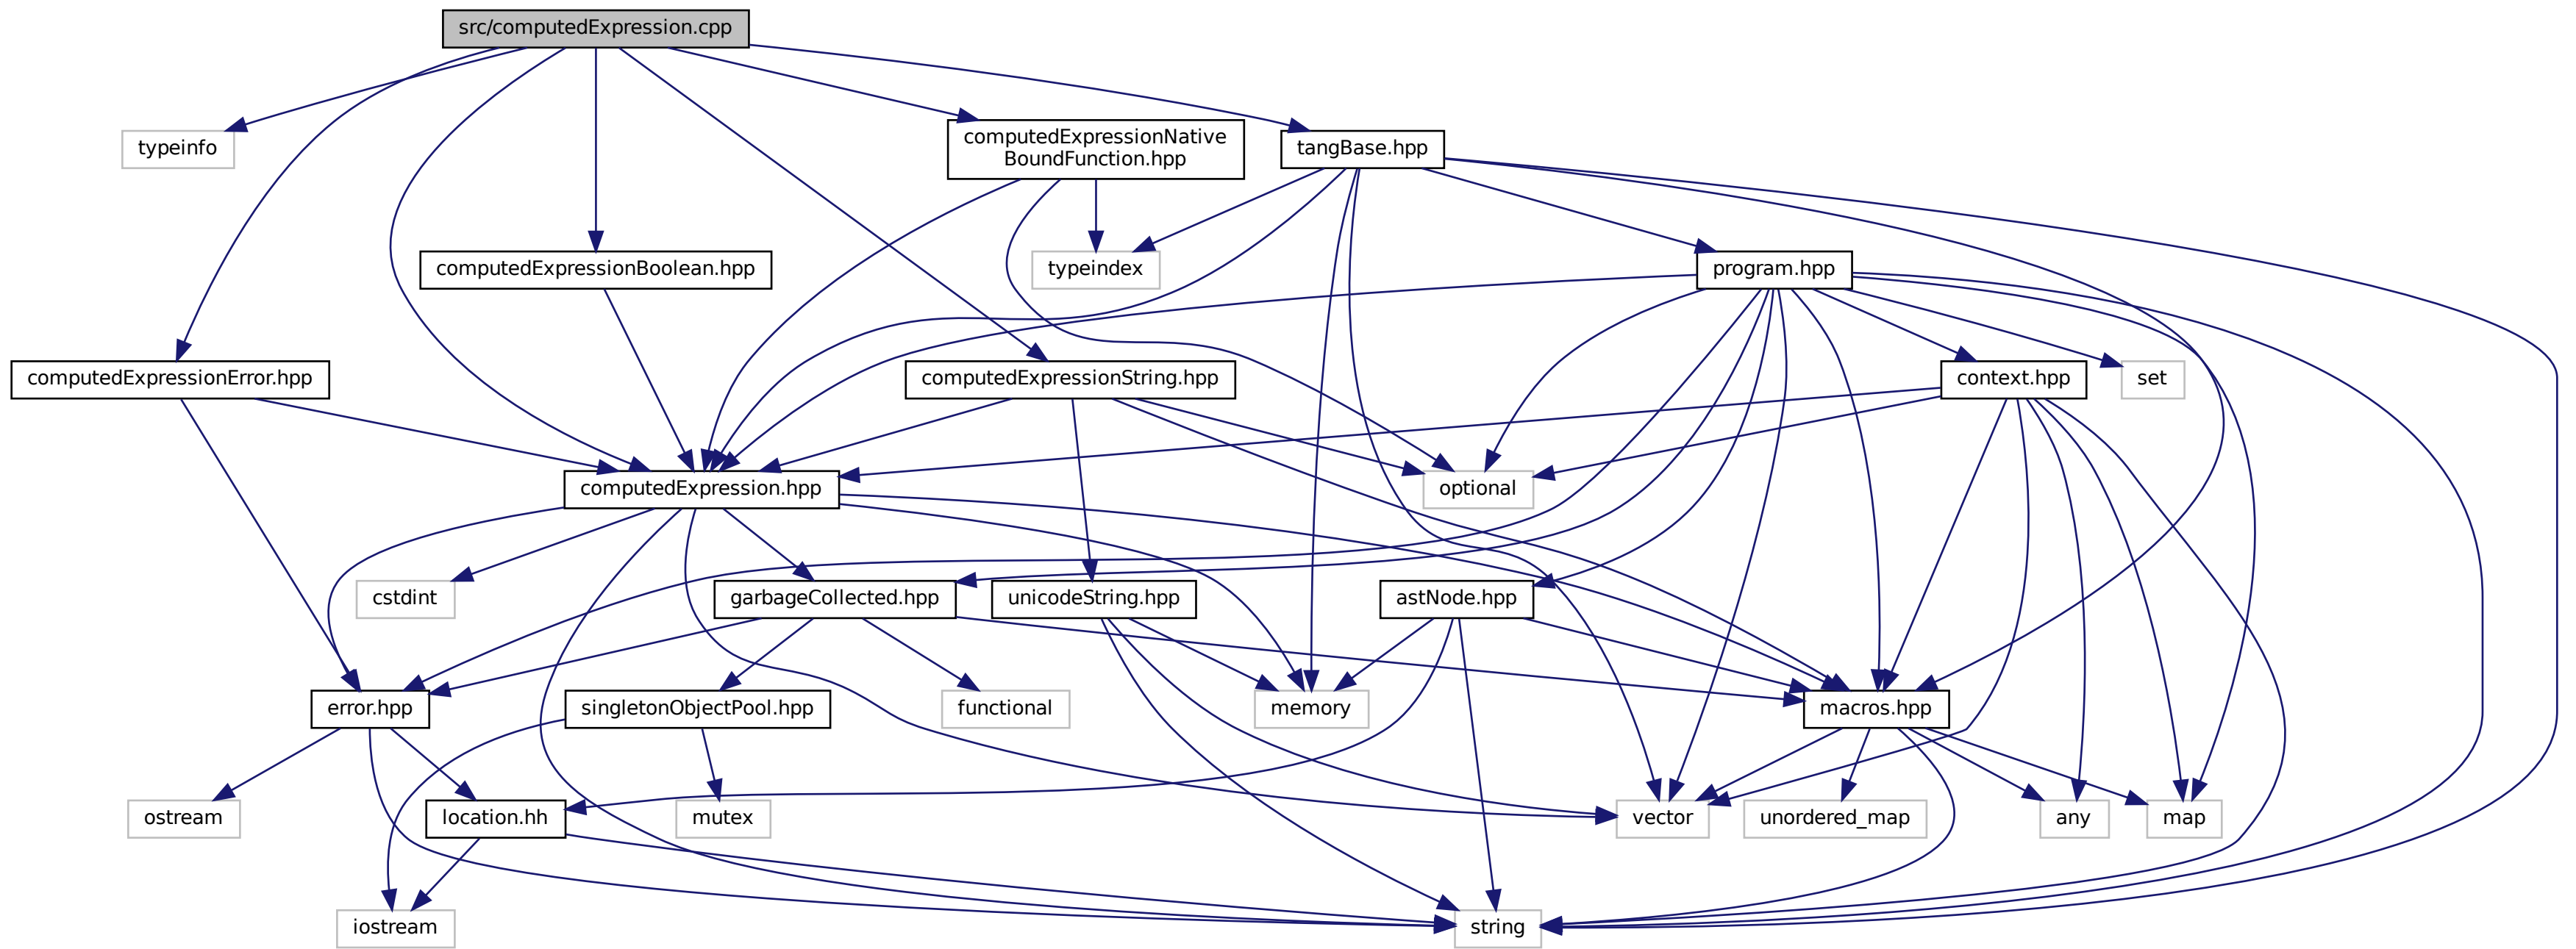 src/computedExpression.cpp
computedExpressionNative
BoundFunction.hpp
typeinfo
tangBase.hpp
computedExpressionBoolean.hpp
typeindex
program.hpp
computedExpressionError.hpp
computedExpressionString.hpp
context.hpp
set
computedExpression.hpp
optional
cstdint
garbageCollected.hpp
unicodeString.hpp
astNode.hpp
error.hpp
singletonObjectPool.hpp
functional
memory
macros.hpp
ostream
location.hh
mutex
vector
unordered_map
any
map
iostream
string